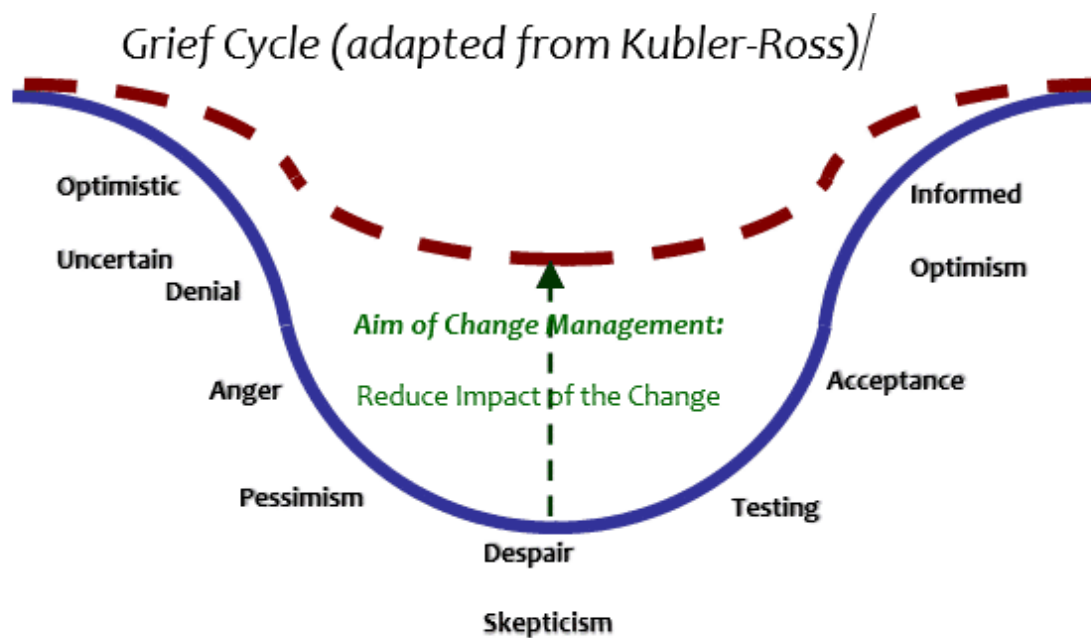 Grief Cycle (adapted from Kubler-Ross)/
Optimistic
Uncertain
Denial
Anger
Pessimism
Despair
Skepticism
Testing
Acceptance
Informed
Optimism
Aim of Change Management:
Reduce Impact of the Change